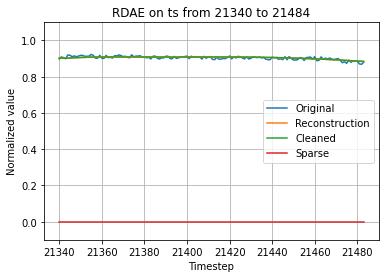 RDAE on ts from 21340 to 21484
Normalized value
1.0
0.8
0.6
0.4
0.2
0.0
Original
Reconstruction
Cleaned
Sparse
21340 21360 21380 21400 21420 21440 21460 21480
Timestep